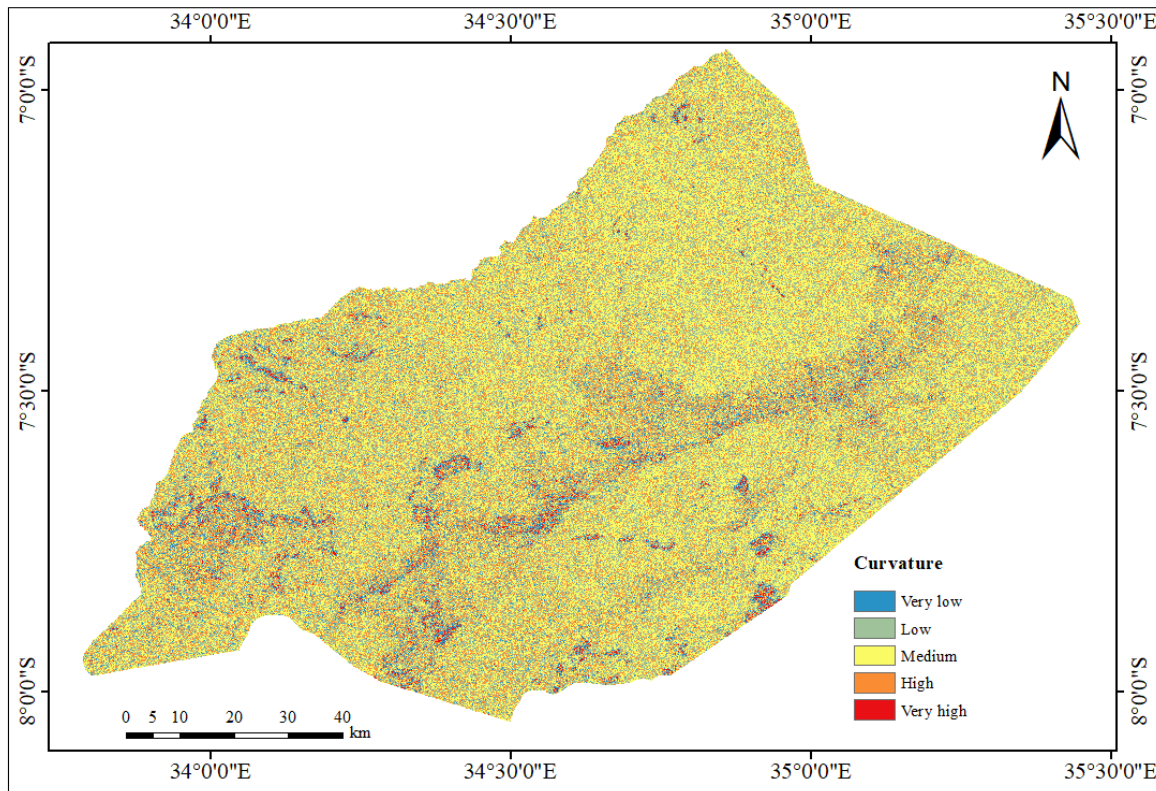 34°0'0"E 34°30'0"E 35°0'0"E 35°30'0"E
7°0'0"S 7°0'0"S
N
7°30'0"S 7°30'0"S
8°0'0"S 8°0'0"S
Curvature
Very low
Low
Medium
High
Very high
0 5 10 20 30 40
km
34°0'0"E 34°30'0"E 35°0'0"E 35°30'0"E